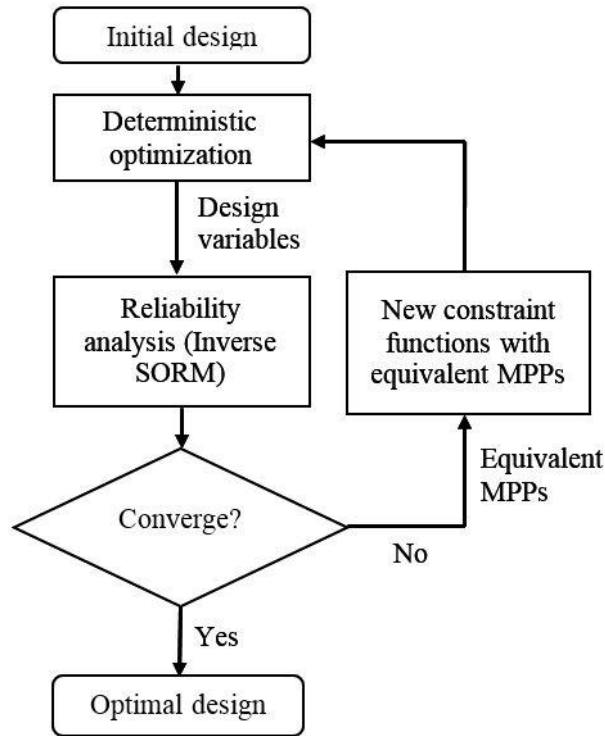 Initial design
Deterministic
optimization
Design
variables
Reliability
analysis (Inverse
SORM)
New constraint
functions with
equivalent MPPs
Equivalent
MPPs
Converge?
No
Yes
Optimal design